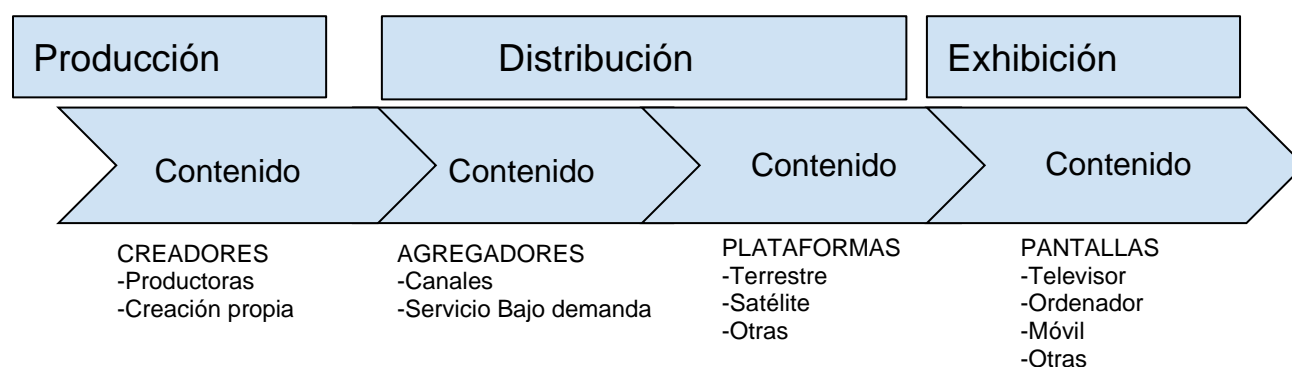 Producción
Distribución
Exhibición
Contenido
Contenido
Contenido
Contenido
CREADORES
-Productoras
-Creación propia
AGREGADORES
-Canales
-Servicio Bajo demanda
PLATAFORMAS
-Terrestre
-Satélite
-Otras
PANTALLAS
-Televisor
-Ordenador
-Móvil
-Otras